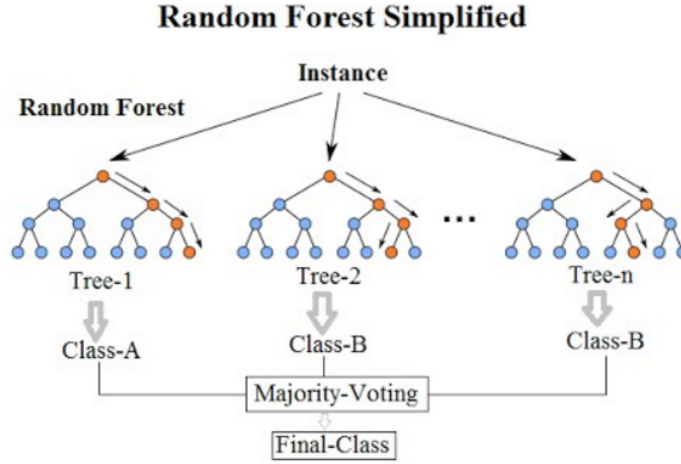 Random Forest Simplified
Instance
Random Forest
...
Tree-1
Tree-2
Tree-n
Class-A
Class-B
Class-B
Majority-Voting
Final-Class